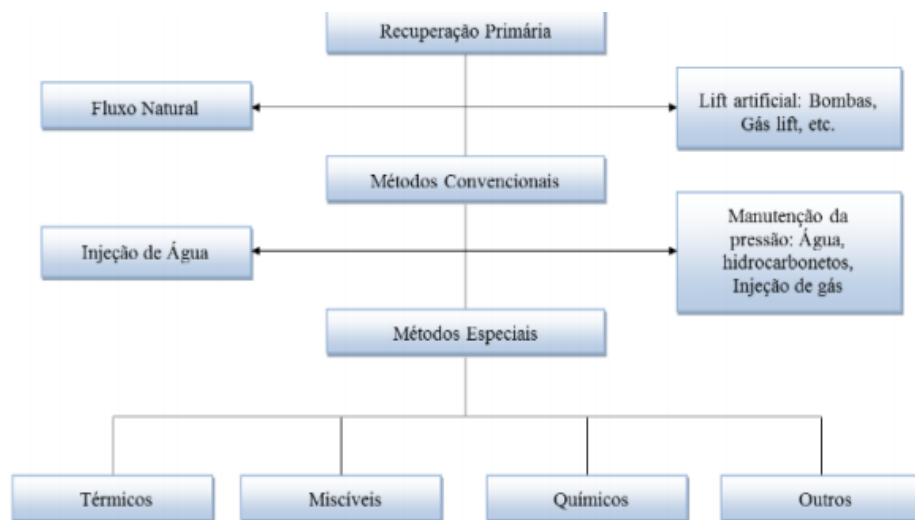 Recuperação Primária
Fluxo Natural
Lift artificial: Bombas,
Gás lift, etc.
Métodos Convencionais
Injeção de Água
Manutenção da
pressão: Água,
hidrocarbonetos,
Injeção de gás
Métodos Especiais
Térmicos
Miscíveis
Químicos
Outros